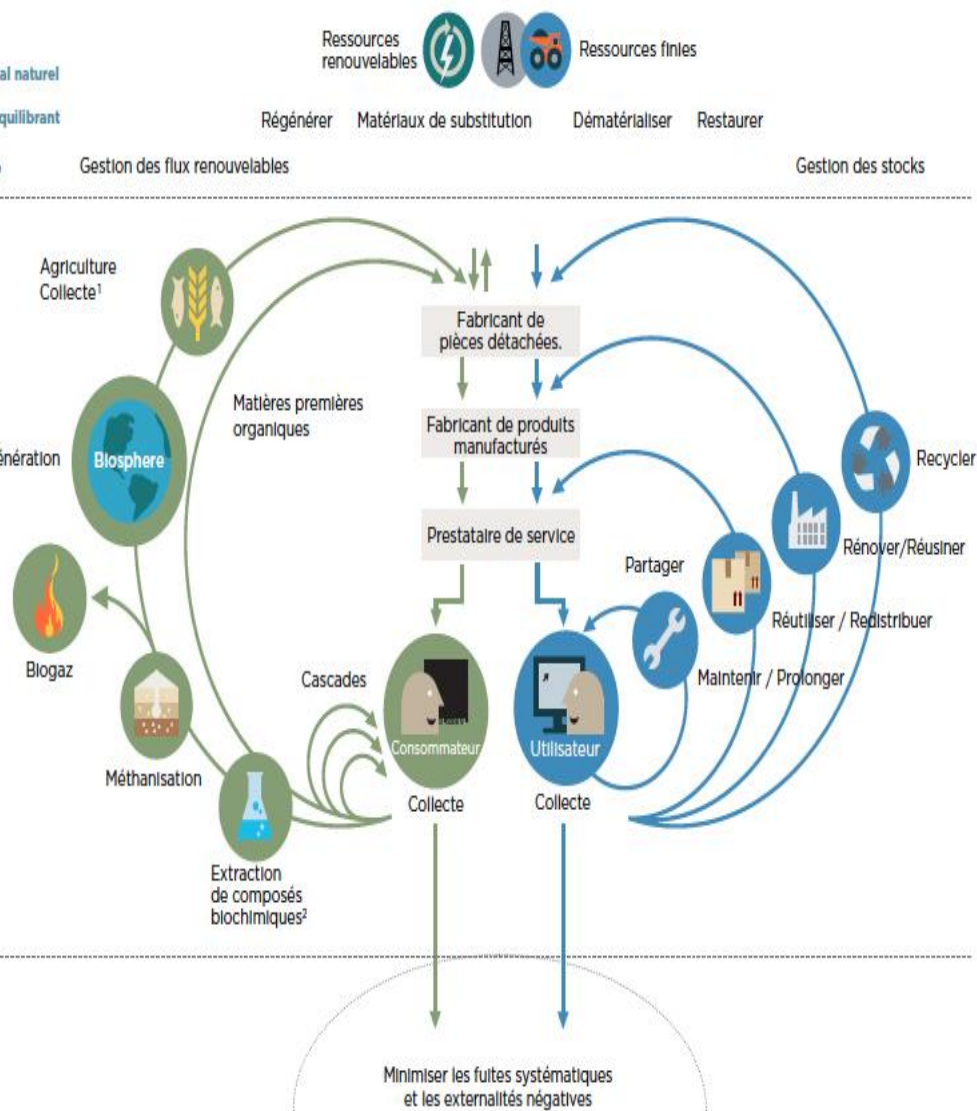 Ressources
renouvelables
Ressources finies
al naturel
quilibrant
Régénérer Matériaux de substitution Dématérialiser Restaurer
Gestion des flux renouvelables
Gestion des stocks
Agriculture
Collecte¹
Fabricant de
pièces détachées.
Matières premières
organiques
Fabricant de produits
manufacturés
énération
Biosphere
Recycler
Prestataire de service
Rénover/Réusiner
Partager
Réutiliser / Redistribuer
Biogaz
Cascades
Maintenir / Prolonger
Consommateur
Utilisateur
Méthanisation
Collecte
Collecte
Extraction
de composés
biochimiques²
Minimiser les fuites systématiques
et les externalités négatives